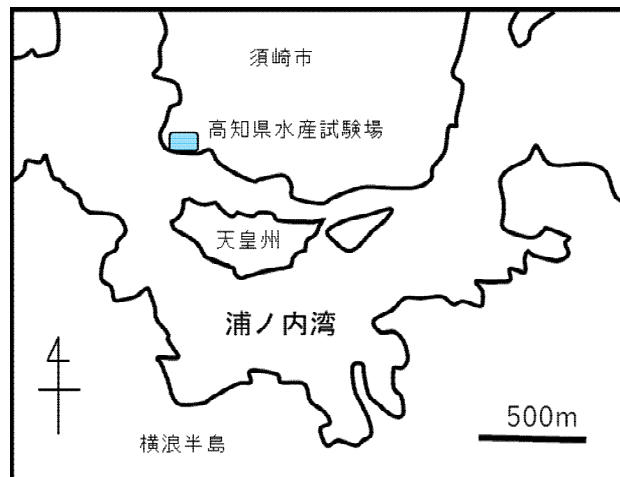 須崎市
高知県水産試験場
天皇州
浦ノ内湾
500m
横浪半島